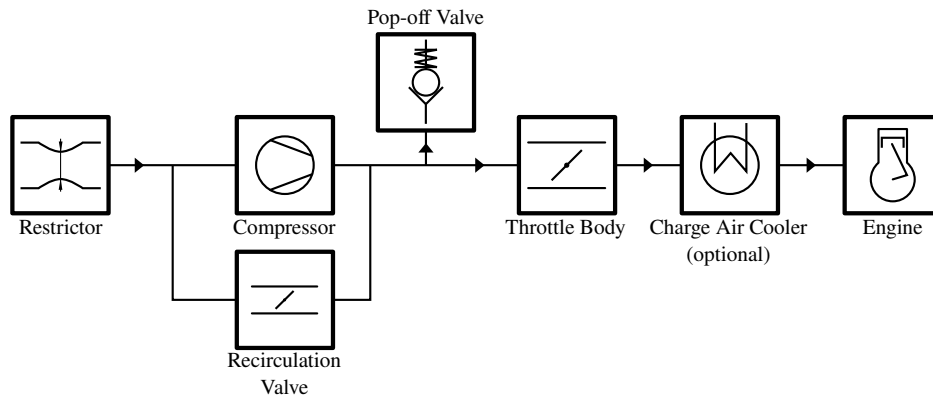 Pop-off Valve
Restrictor
Compressor
Throttle Body
Charge Air Cooler
(optional)
Engine
Recirculation
Valve